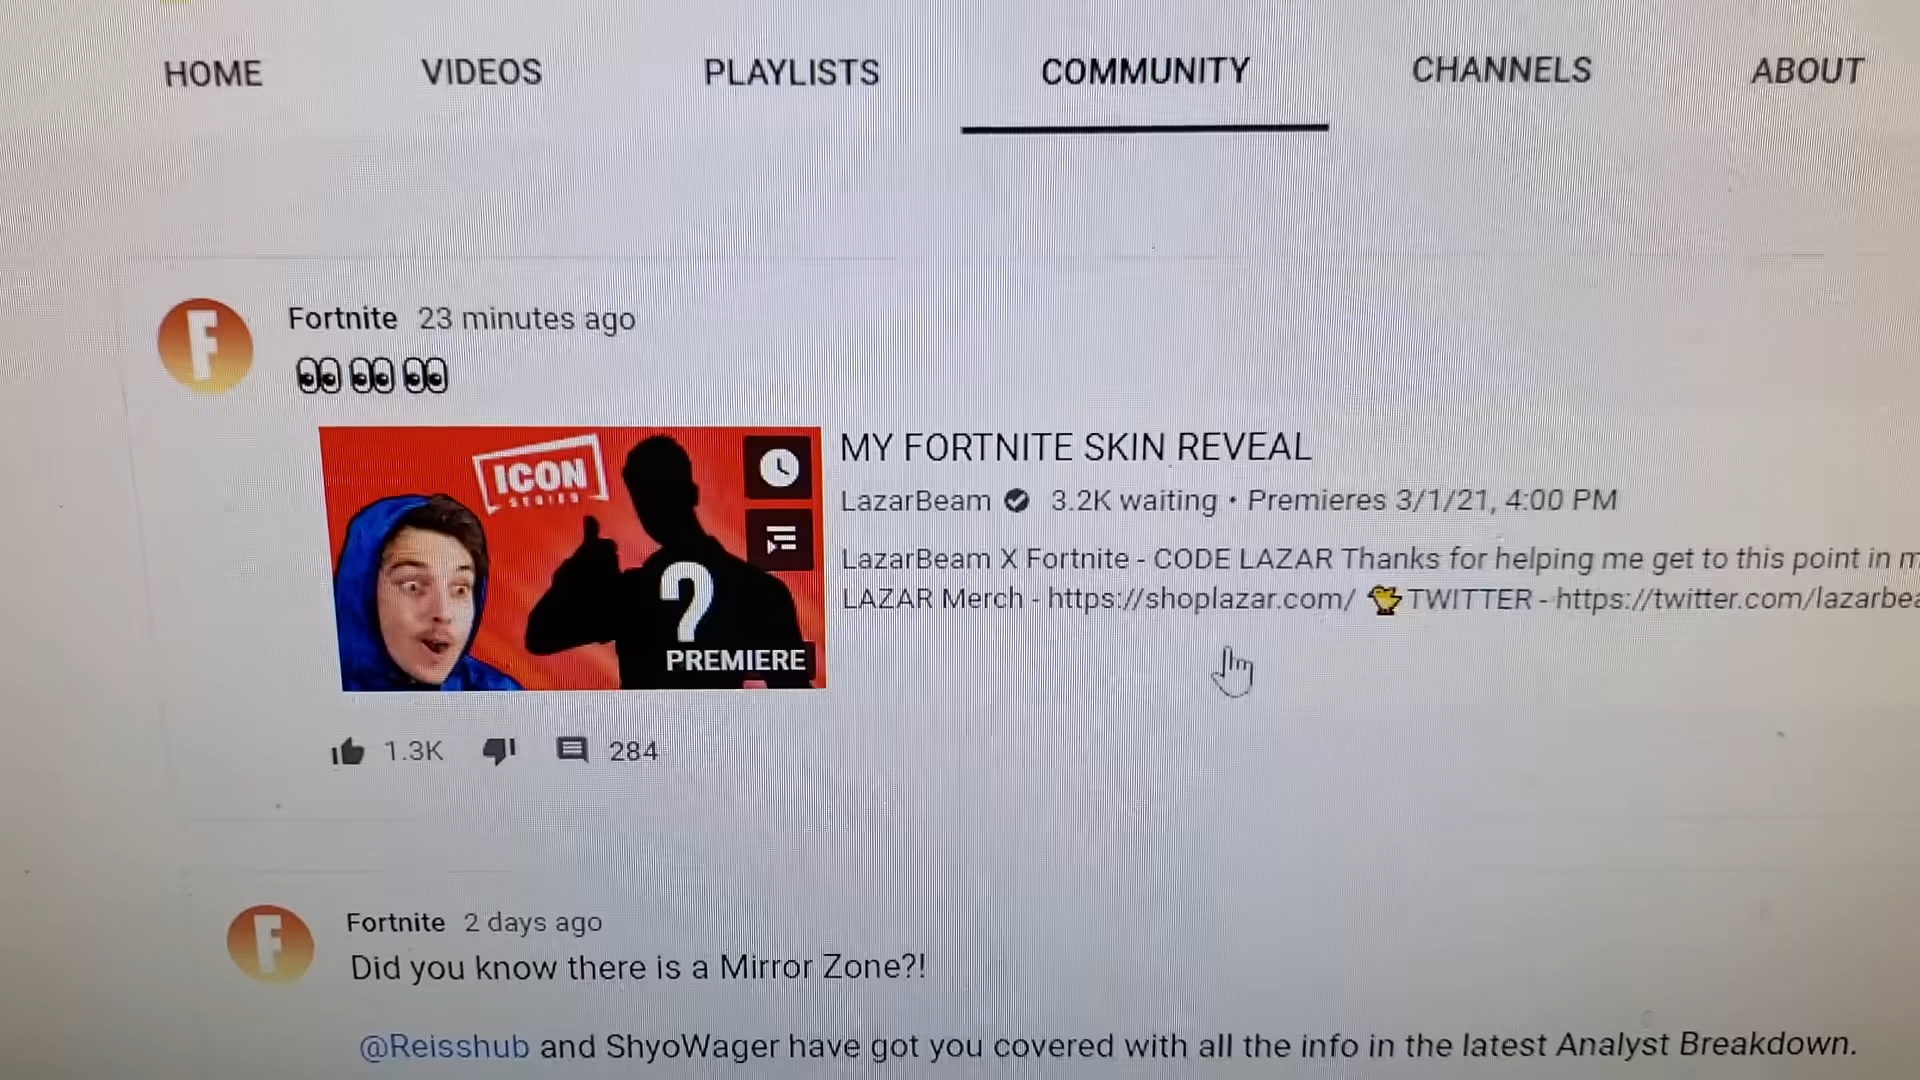 HOME VIDEOS PLAYLISTS COMMUNITY CHANNELS ABOUT
F
Fortnite 23 minutes ago
👀👀👀
ICON
SERIES
?
PREMIERE
MY FORTNITE SKIN REVEAL
LazarBeam 3.2K waiting • Premieres 3/1/21, 4:00 PM
LazarBeam X Fortnite - CODE LAZAR Thanks for helping me get to this point in m
LAZAR Merch - https://shoplazar.com/ 🐤TWITTER - https://twitter.com/lazarbea
1.3K 284
F
Fortnite 2 days ago
Did you know there is a Mirror Zone?!
@Reisshub and ShyoWager have got you covered with all the info in the latest Analyst Breakdown.